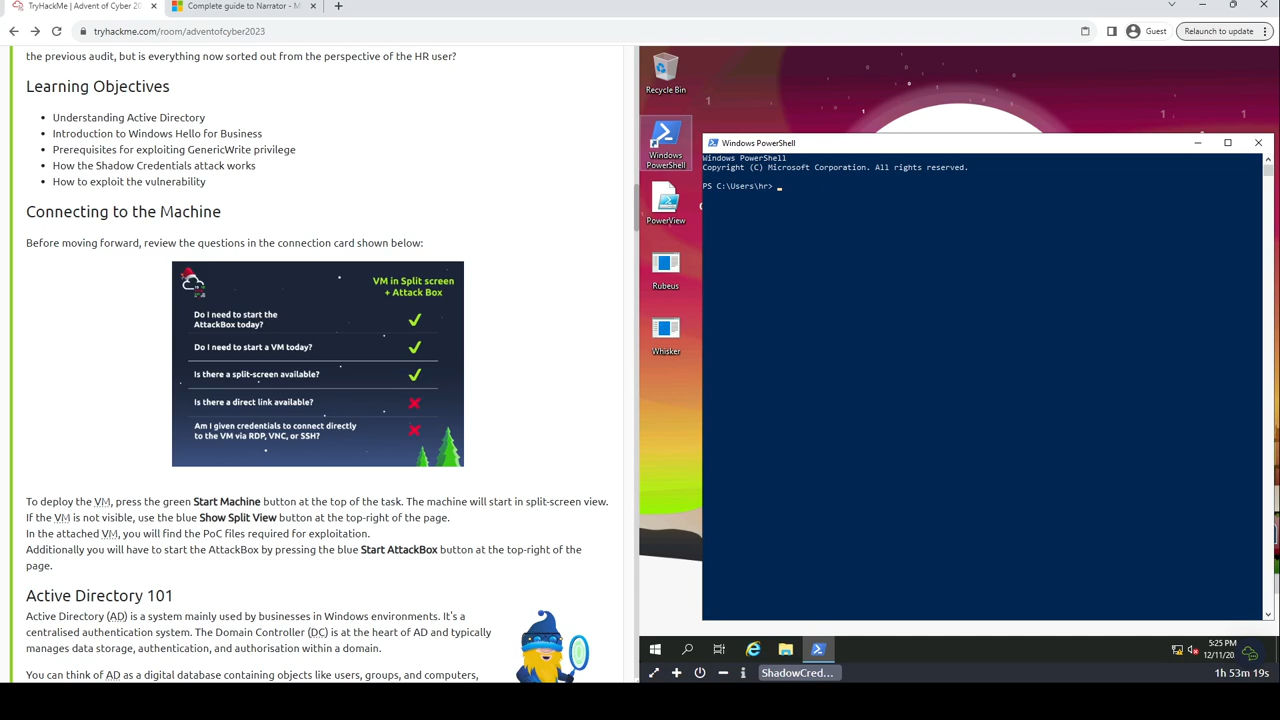 TryHackMe | Advent of Cyber 20
Complete guide to Narrator - M
tryhackme.com/room/adventofcyber2023
Guest
Relaunch to update
the previous audit, but is everything now sorted out from the perspective of the HR user?
Learning Objectives
Understanding Active Directory
Introduction to Windows Hello for Business
Prerequisites for exploiting GenericWrite privilege
How the Shadow Credentials attack works
How to exploit the vulnerability
Connecting to the Machine
Before moving forward, review the questions in the connection card shown below:
VM in Split screen
+ Attack Box
Do I need to start the
AttackBox today?
Do I need to start a VM today?
Is there a split-screen available?
Is there a direct link available?
Am I given credentials to connect directly
to the VM via RDP, VNC, or SSH?
To deploy the VM, press the green Start Machine button at the top of the task. The machine will start in split-screen view.
If the VM is not visible, use the blue Show Split View button at the top-right of the page.
In the attached VM, you will find the PoC files required for exploitation.
Additionally you will have to start the AttackBox by pressing the blue Start AttackBox button at the top-right of the
page.
Active Directory 101
Active Directory (AD) is a system mainly used by businesses in Windows environments. It's a
centralised authentication system. The Domain Controller (DC) is at the heart of AD and typically
manages data storage, authentication, and authorisation within a domain.
You can think of AD as a digital database containing objects like users, groups, and computers,
Recycle Bin
Windows
PowerShell
PowerView
Rubeus
Whisker
Windows PowerShell
Windows PowerShell
Copyright (C) Microsoft Corporation. All rights reserved.
PS C:\Users\hr> _
5:25 PM
12/11/20
ShadowCred...
1h 53m 19s